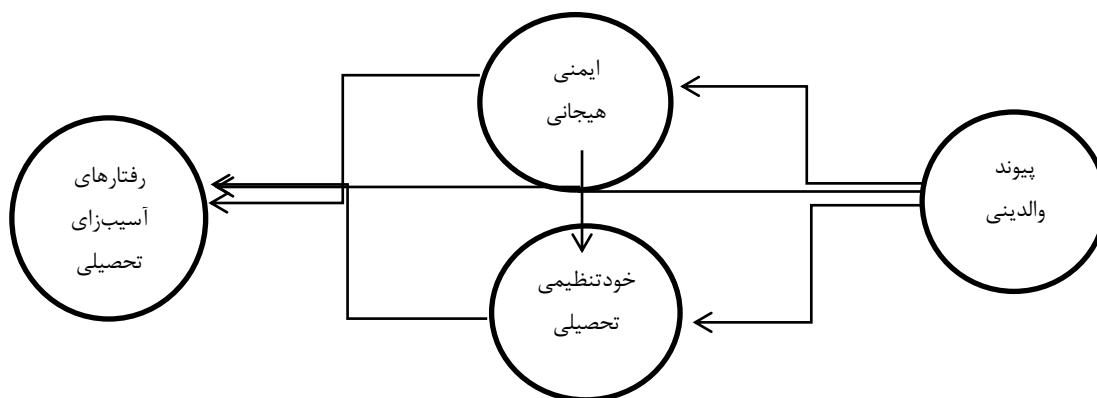 ایمنی
هیجانی
پیوند
والدینی
رفتارهای
آسیب‌زای
تحصیلی
خودتنظیمی
تحصیلی